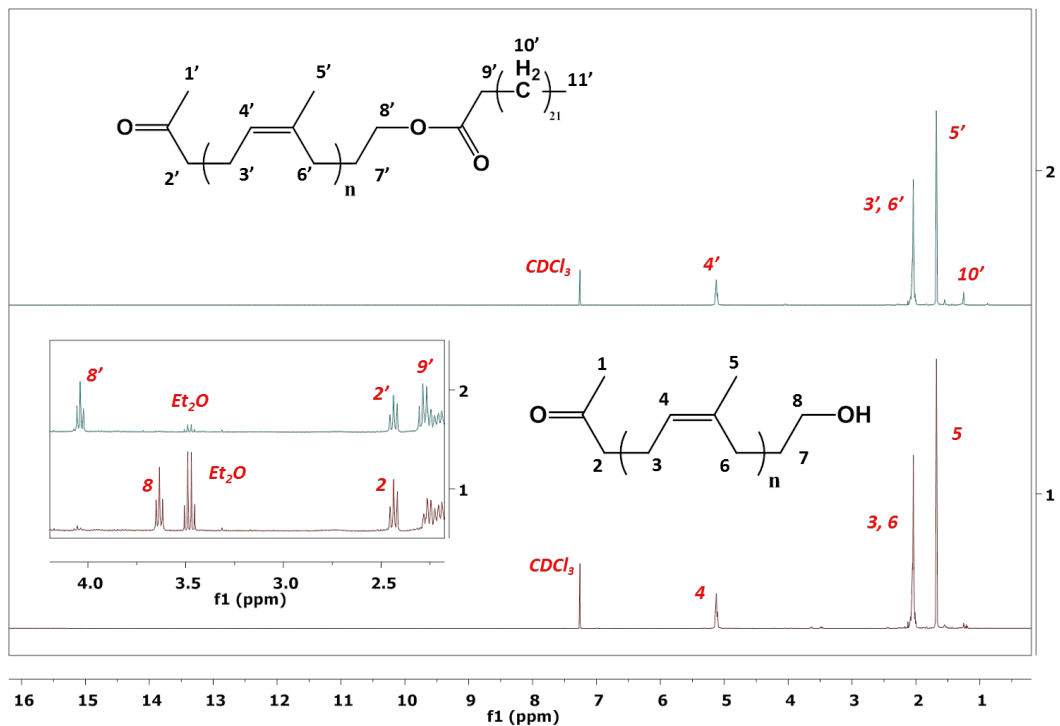 10'
H₂
C
21
9'
11'
1'
5'
4'
8'
O
O
O
2'
3'
6'
n
7'
5'
2
3', 6'
CDCl₃
4'
10'
8'
Et₂O
2'
9'
2
8
Et₂O
2
1
4.0 3.5 3.0 2.5
f1 (ppm)
1
5
4
8
O
OH
2
3
6
n
7
5
1
3, 6
CDCl₃
4
16 15 14 13 12 11 10 9 8 7 6 5 4 3 2 1
f1 (ppm)